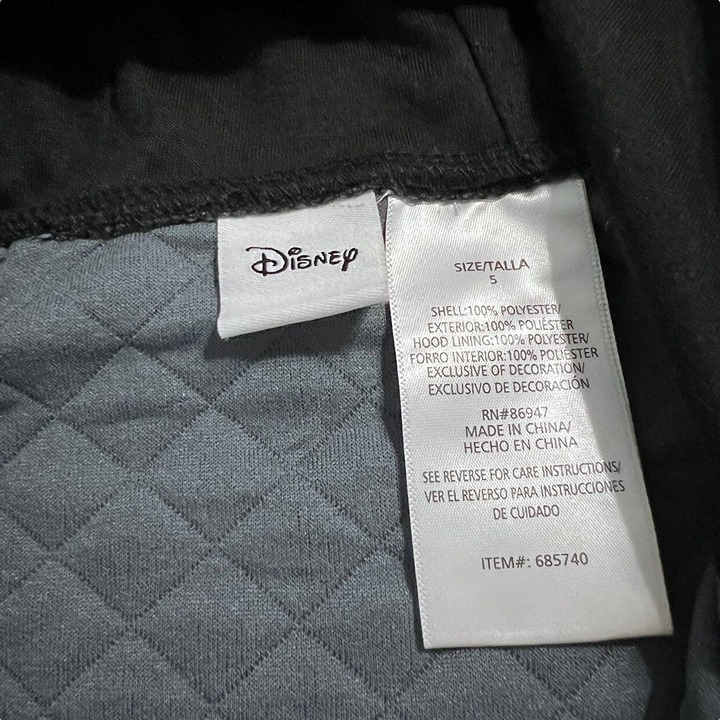 Disney
SIZE/TALLA
5
SHELL:100% POLYESTER/
EXTERIOR:100% POLIÉSTER
HOOD LINING:100% POLYESTER/
FORRO INTERIOR:100% POLIÉSTER
EXCLUSIVE OF DECORATION/
EXCLUSIVO DE DECORACIÓN
RN#86947
MADE IN CHINA/
HECHO EN CHINA
SEE REVERSE FOR CARE INSTRUCTIONS/
VER EL REVERSO PARA INSTRUCCIONES
DE CUIDADO
ITEM#: 685740